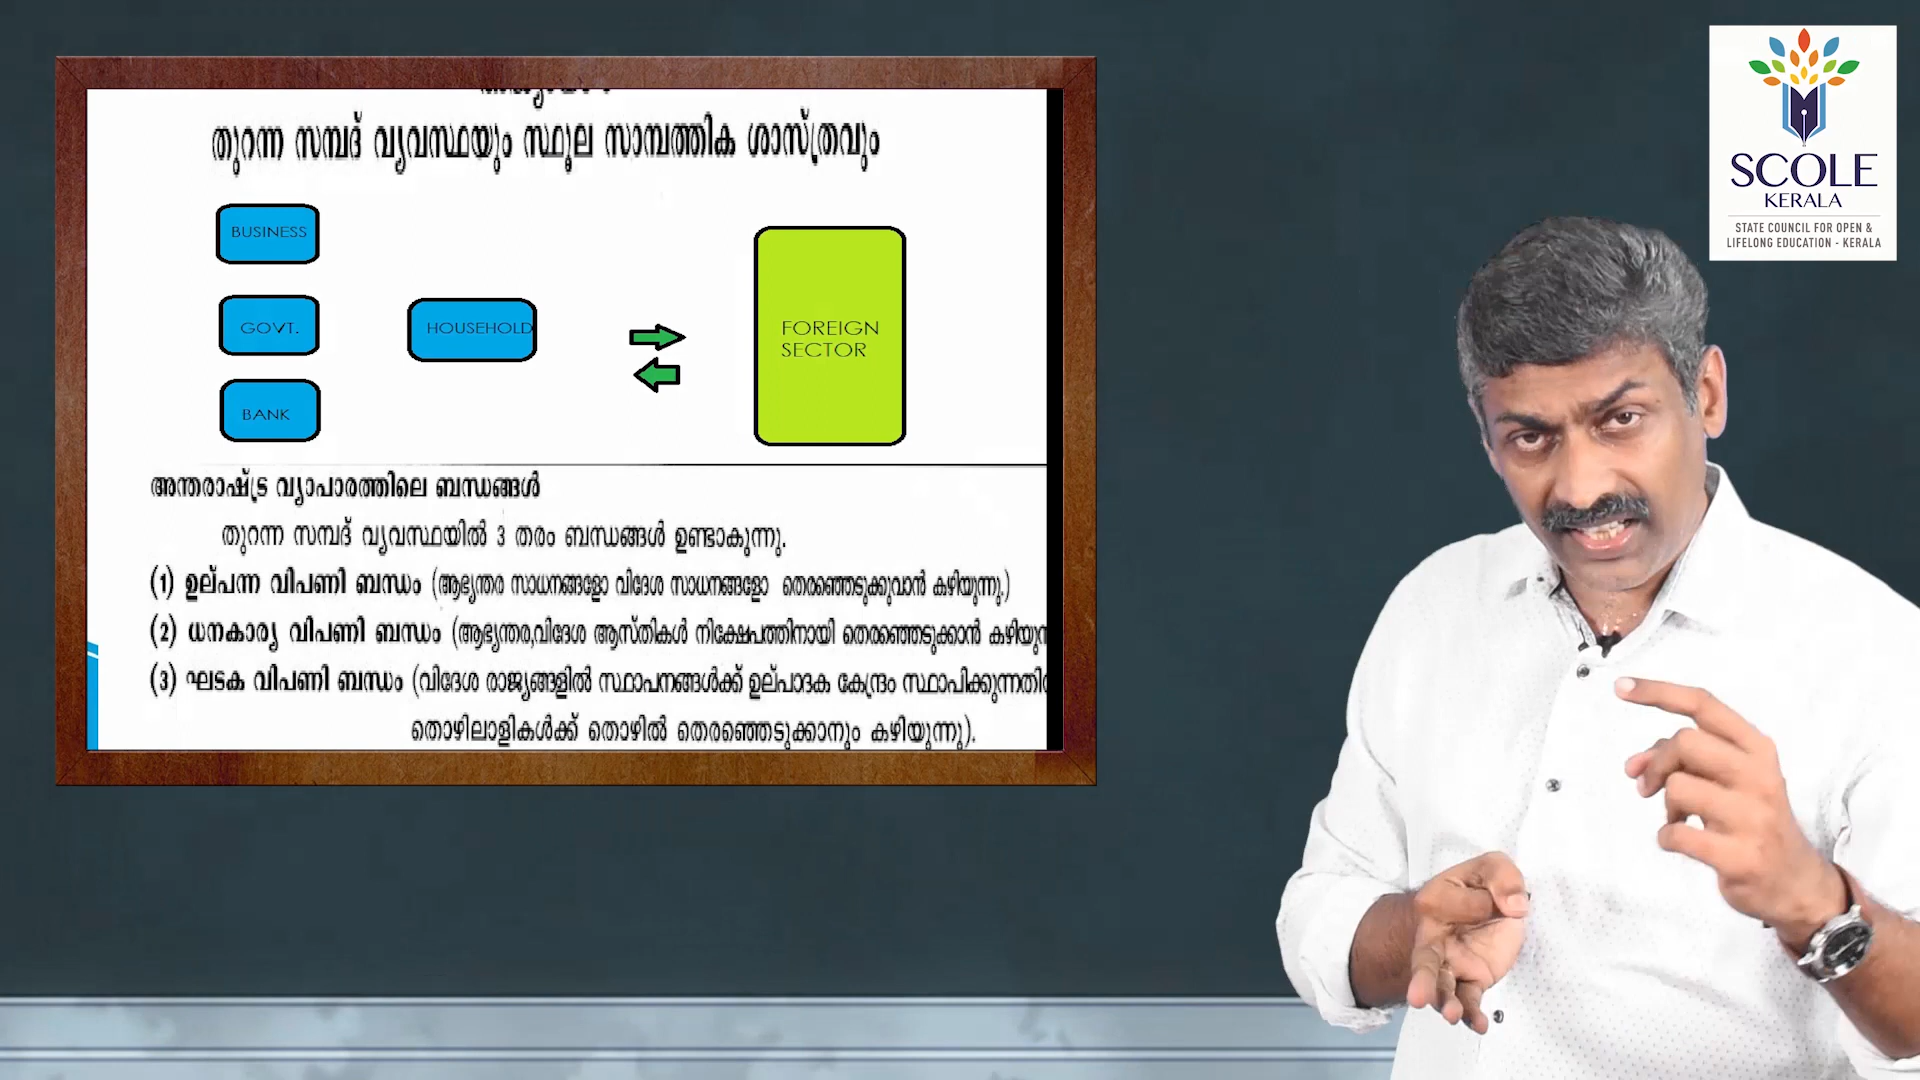 തുറന്ന സമ്പദ് വ്യവസ്ഥയും സ്ഥൂല സാമ്പത്തിക ശാസ്ത്രവും
BUSINESS
GOVT.
HOUSEHOLD
BANK
FOREIGN
SECTOR
അന്തരാഷ്ട്ര വ്യാപാരത്തിലെ ബന്ധങ്ങൾ
തുറന്ന സമ്പദ് വ്യവസ്ഥയിൽ 3 തരം ബന്ധങ്ങൾ ഉണ്ടാകുന്നു.
(1) ഉല്പന്ന വിപണി ബന്ധം (ആഭ്യന്തര സാധനങ്ങളോ വിദേശ സാധനങ്ങളോ തെരഞ്ഞെടുക്കുവാൻ കഴിയുന്നു.)
(2) ധനകാര്യ വിപണി ബന്ധം (ആഭ്യന്തര,വിദേശ ആസ്തികൾ നിക്ഷേപത്തിനായി തെരഞ്ഞെടുക്കാൻ
(3) ഘടക വിപണി ബന്ധം (വിദേശ രാജ്യങ്ങളിൽ സ്ഥാപനങ്ങൾക്ക് ഉല്പാദക കേന്ദ്രം
തൊഴിലാളികൾക്ക് തൊഴിൽ തെരഞ്ഞെടുക്കാനും കഴിയുന്നു).
SCOLE
KERALA
STATE COUNCIL FOR OPEN &
LIFELONG EDUCATION - KERALA